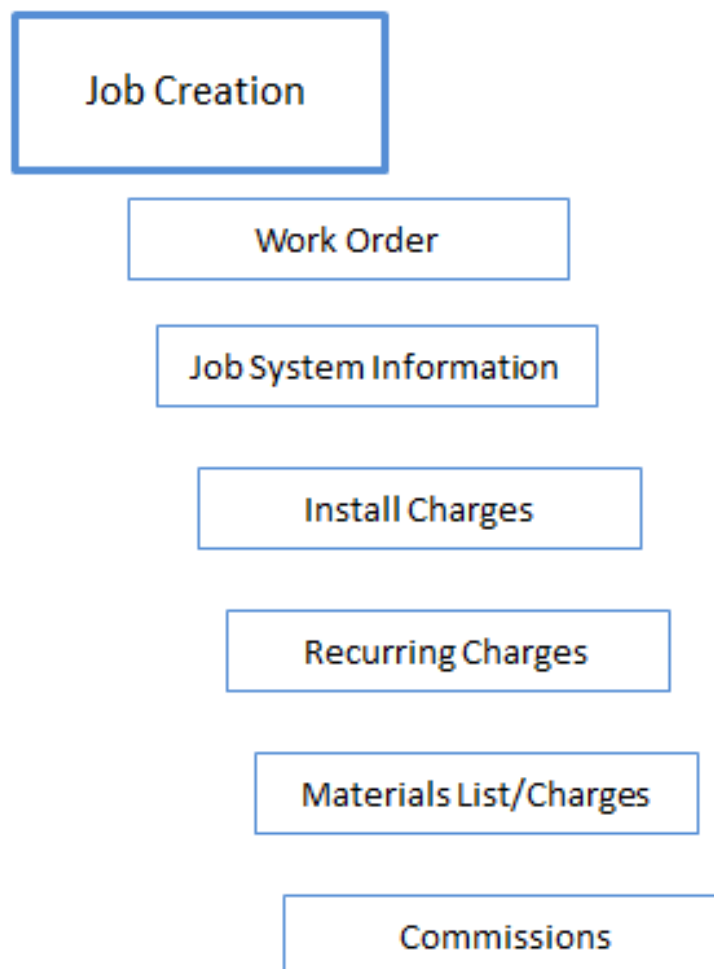 Job Creation
Work Order
Job System Information
Install Charges
Recurring Charges
Materials List/Charges
Commissions